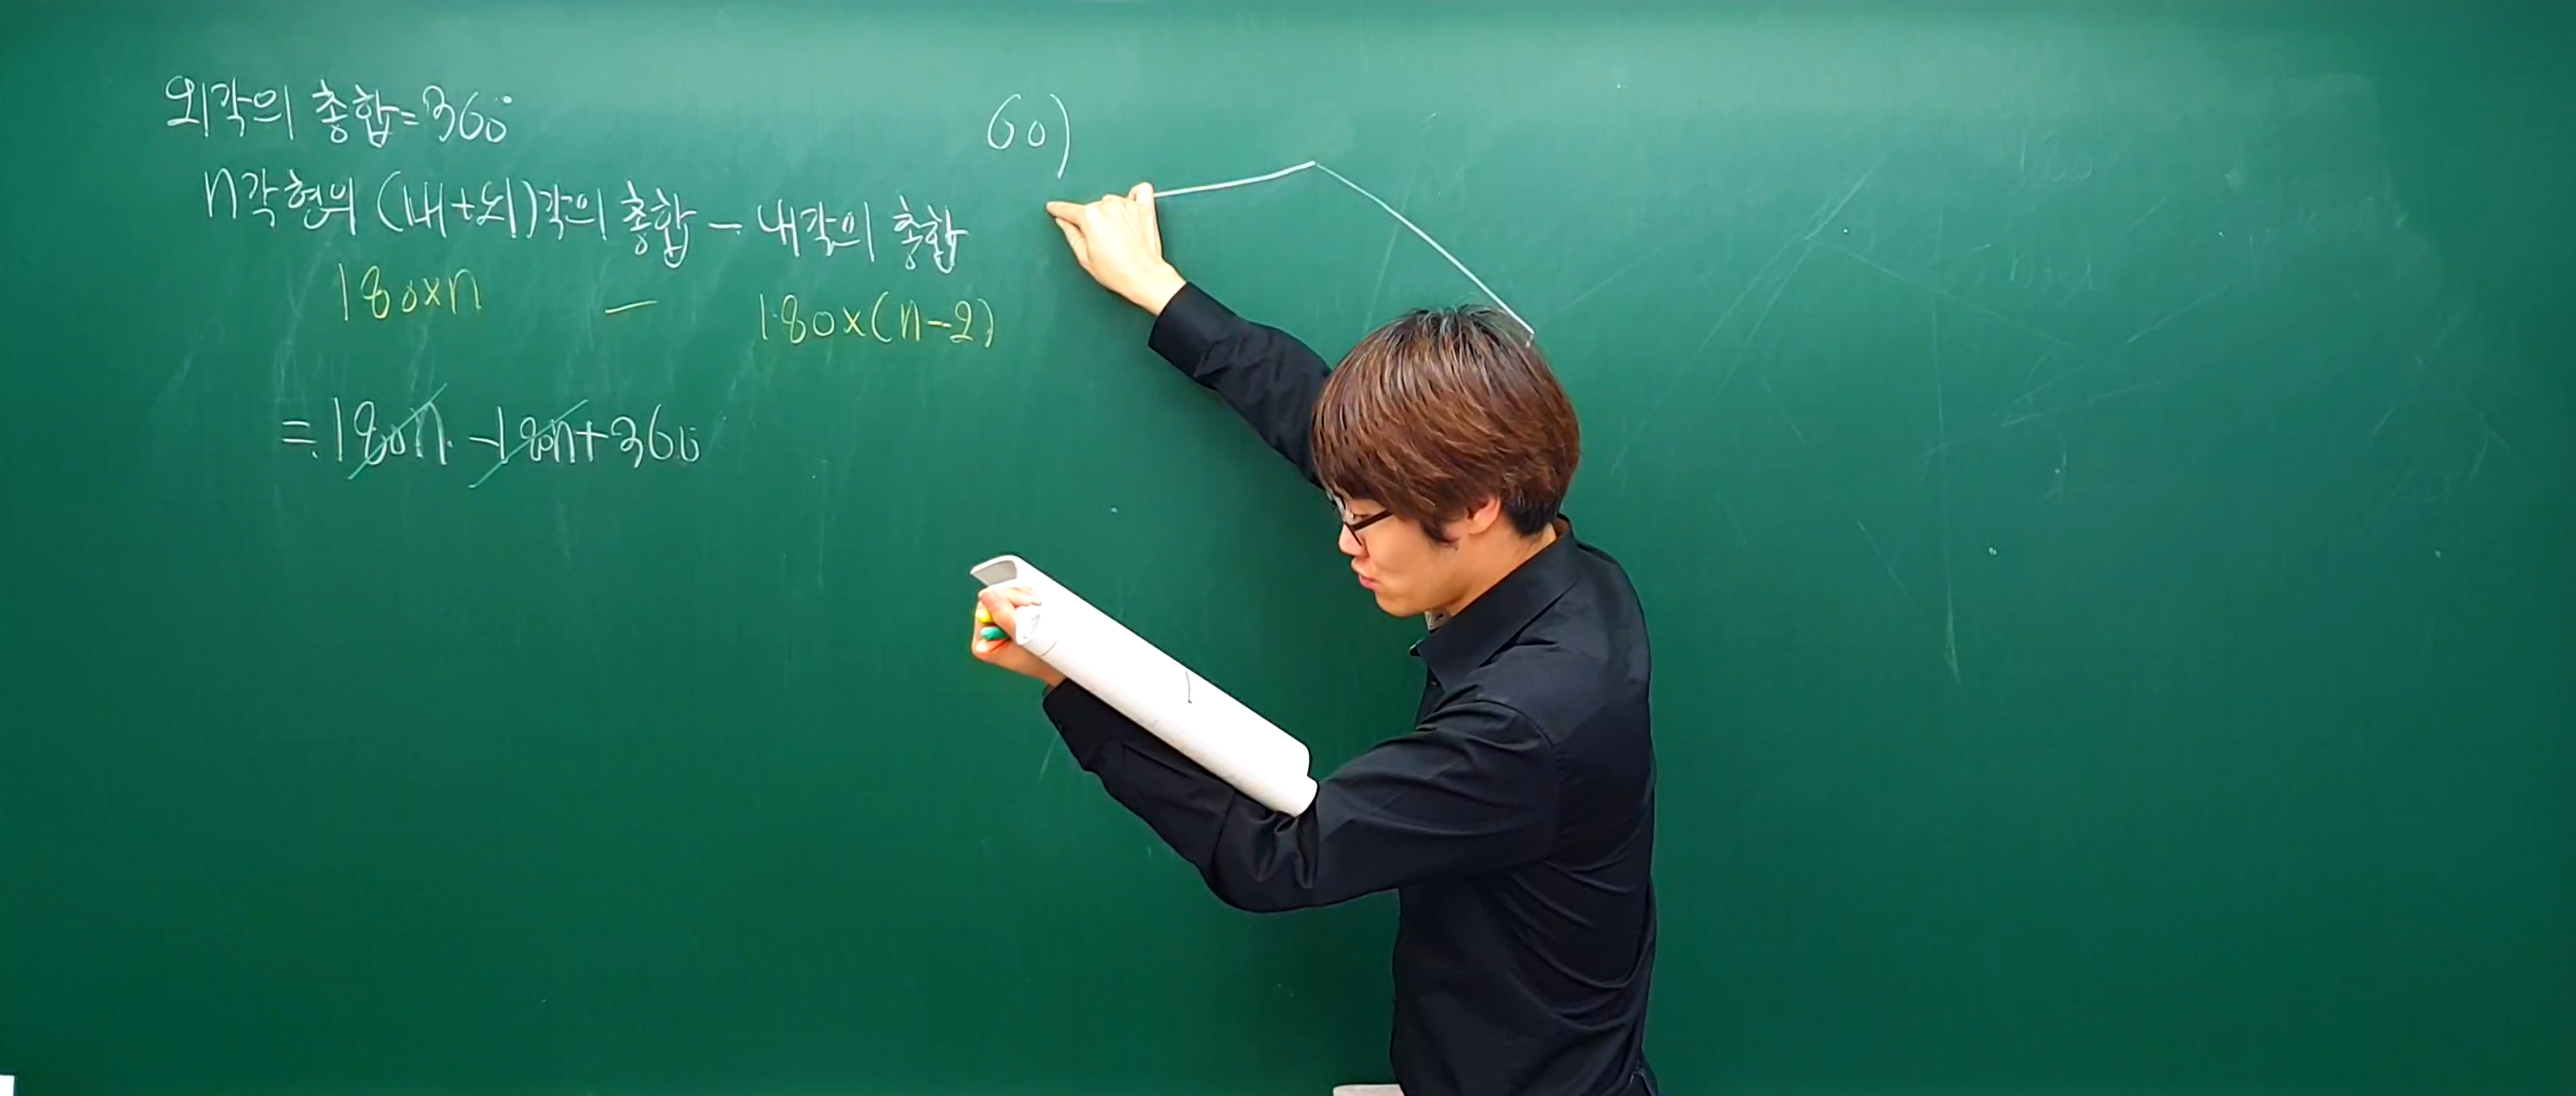 외각의 총합=360°
n각형의 (내+외)각의 총합 - 내각의 총합
180×n - 180×(n-2)
=180n -180n+360
60)